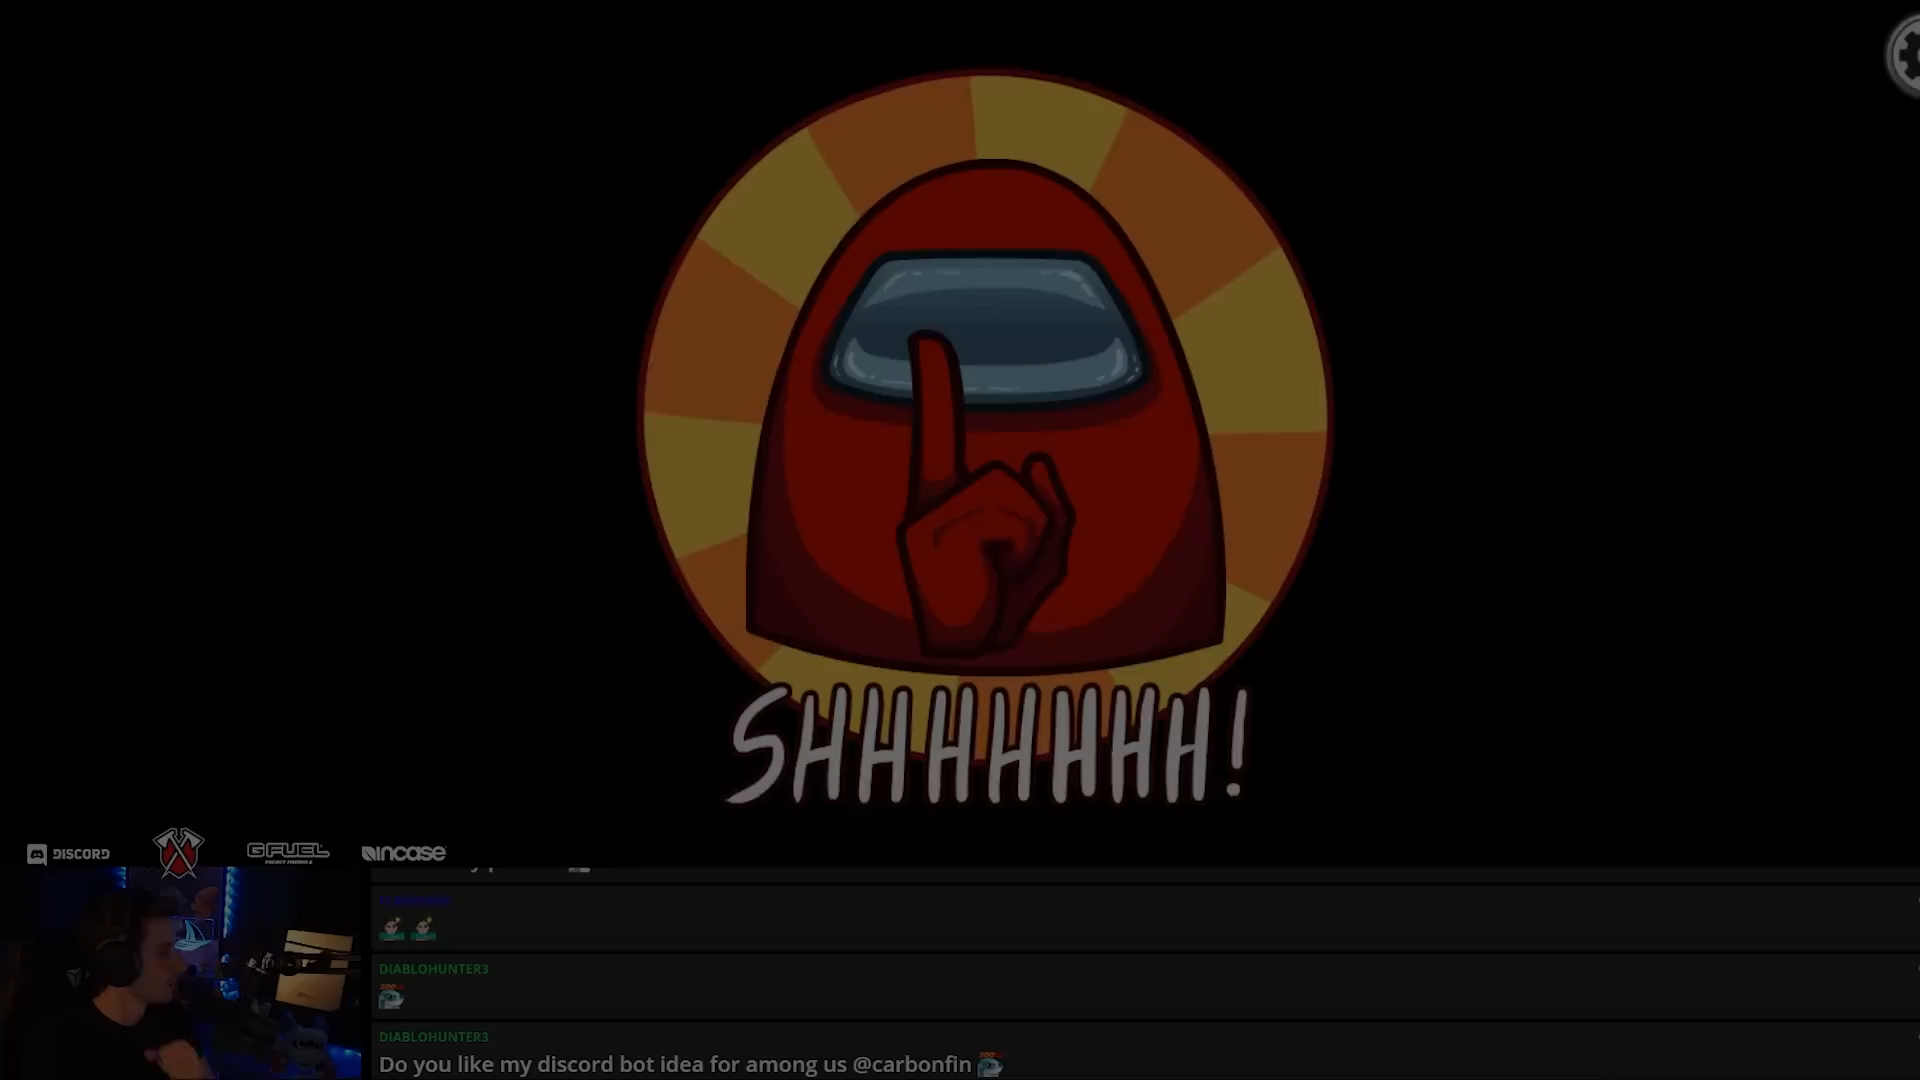 SHHHHHHH!
DISCORD
GFUEL
INCASE
DIABLOHUNTER3
DIABLOHUNTER3
Do you like my discord bot idea for among us @carbonfin